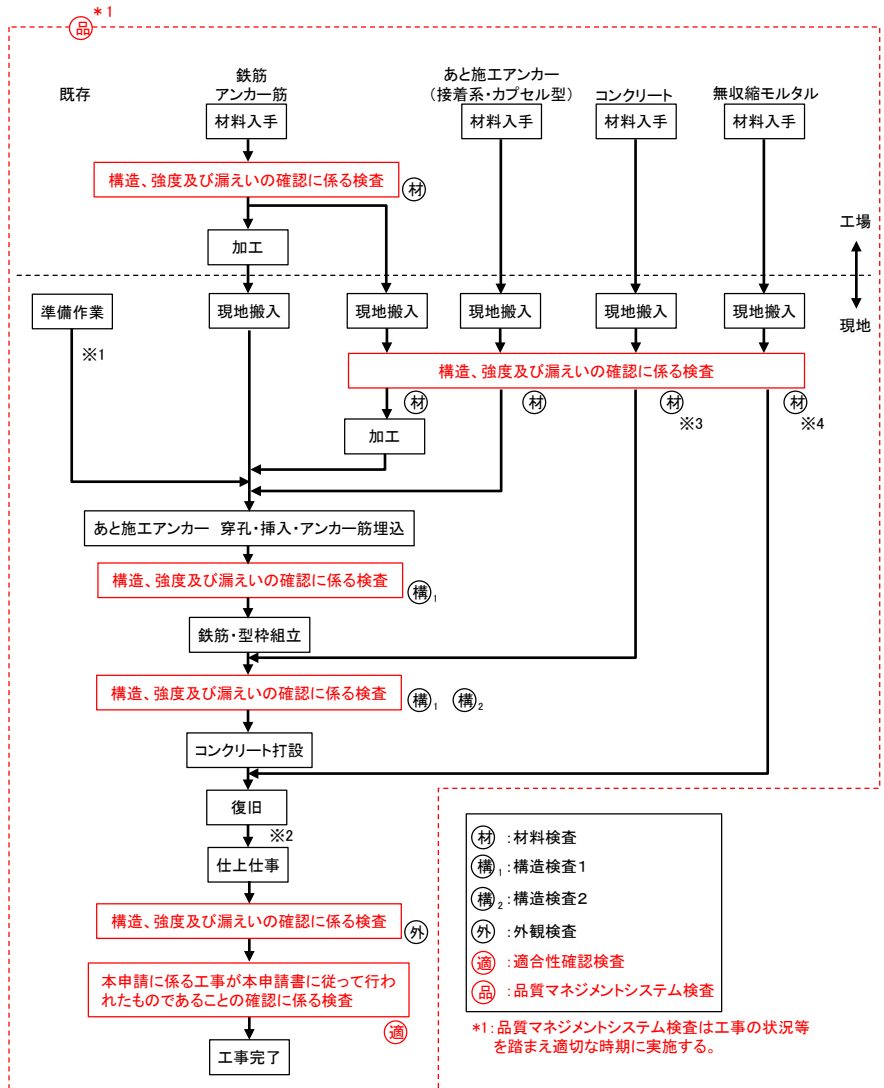 *1
品
既存
鉄筋
アンカー筋
あと施工アンカー
(接着系・カプセル型)
コンクリート
無収縮モルタル
材料入手
材料入手
材料入手
材料入手
構造、強度及び漏えいの確認に係る検査
材
加工
工場
現地
準備作業
現地搬入
現地搬入
現地搬入
現地搬入
現地搬入
※1
構造、強度及び漏えいの確認に係る検査
材
材
材
材
※3
※4
加工
あと施工アンカー 穿孔・挿入・アンカー筋埋込
構造、強度及び漏えいの確認に係る検査
構1
鉄筋・型枠組立
構造、強度及び漏えいの確認に係る検査
構1 構2
コンクリート打設
復旧
※2
仕上仕事
構造、強度及び漏えいの確認に係る検査
外
本申請に係る工事が本申請書に従って行わ
れたものであることの確認に係る検査
適
工事完了
材:材料検査
構1:構造検査1
構2:構造検査2
外:外観検査
適:適合性確認検査
品:品質マネジメントシステム検査
*1:品質マネジメントシステム検査は工事の状況等
を踏まえ適切な時期に実施する。